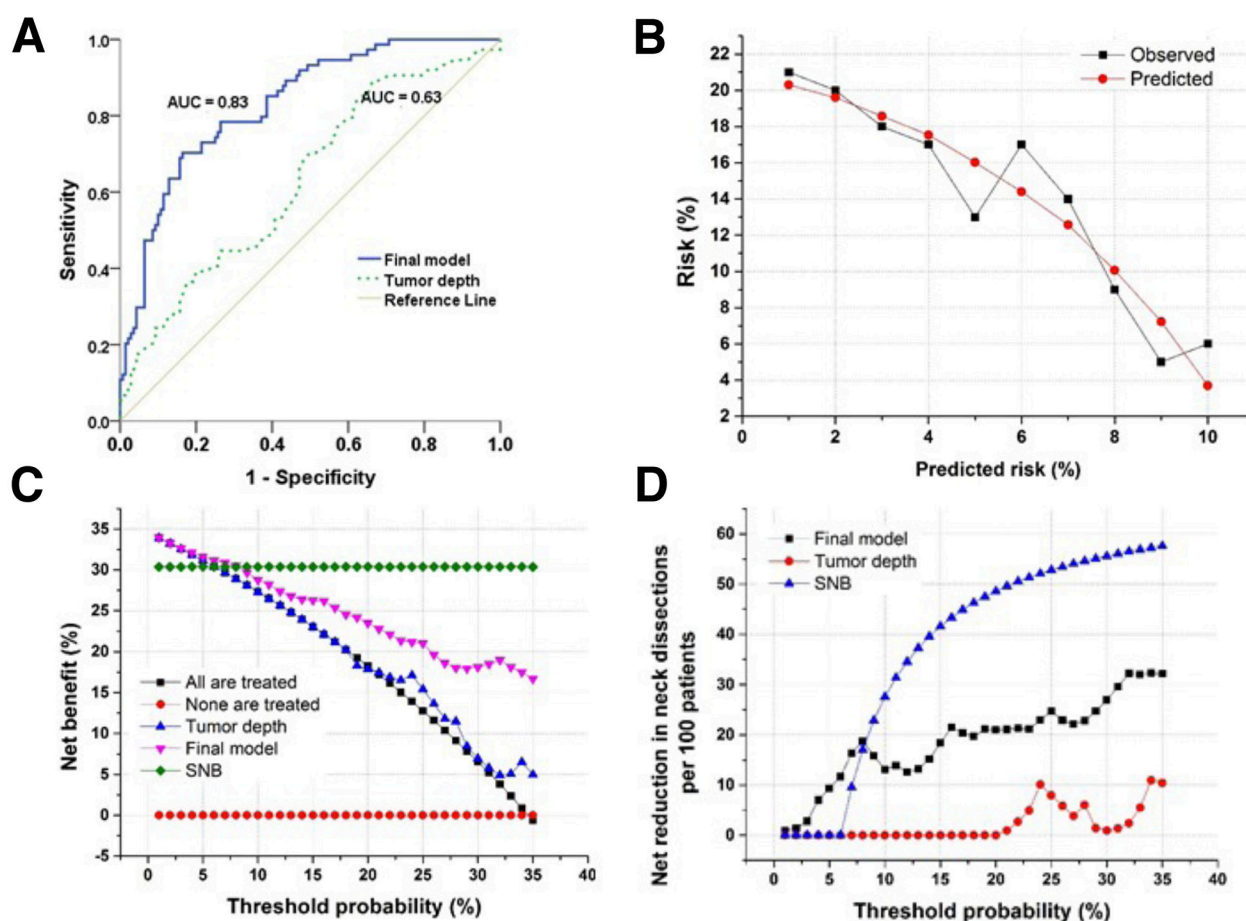 A
1.0
0.8
0.6
0.4
0.2
0.0
Sensitivity
AUC = 0.83
AUC = 0.63
Final model
Tumor depth
Reference Line
0.0 0.2 0.4 0.6 0.8 1.0
1 - Specificity
B
22
20
18
16
14
12
10
8
6
4
2
Risk (%)
Observed
Predicted
0 2 4 6 8 10
Predicted risk (%)
C
35
30
25
20
15
10
5
0
-5
Net benefit (%)
All are treated
None are treated
Tumor depth
Final model
SNB
0 5 10 15 20 25 30 35 40
Threshold probability (%)
D
60
50
40
30
20
10
0
Net reduction in neck dissections
per 100 patients
Final model
Tumor depth
SNB
0 5 10 15 20 25 30 35 40
Threshold probability (%)